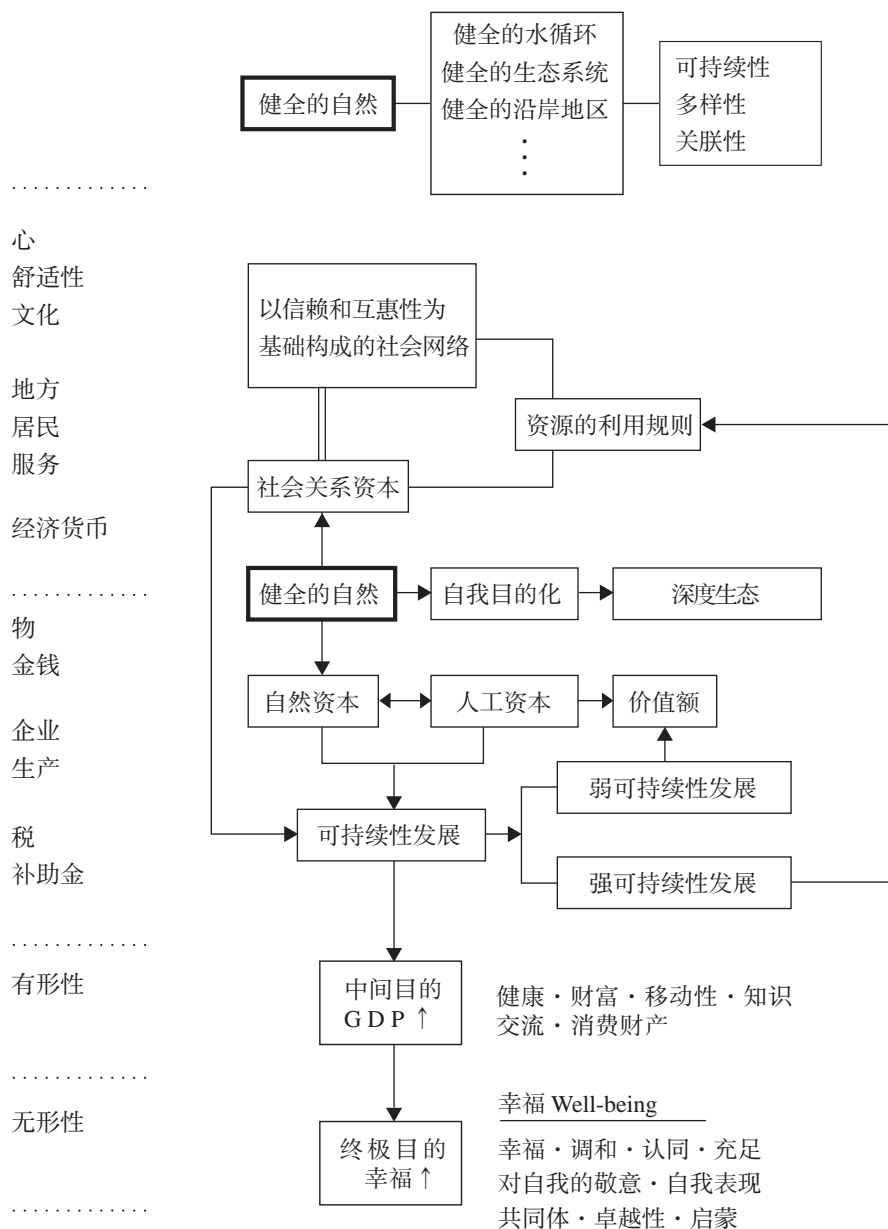 健全的自然
健全的水循环
健全的生态系统
健全的沿岸地区
可持续性
多样性
关联性
心
舒适性
文化
以信赖和互惠性为
基础构成的社会网络
地方
居民
服务
资源的利用规则
社会关系资本
经济货币
健全的自然
自我目的化
深度生态
物
金钱
自然资本
人工资本
价值额
企业
生产
弱可持续性发展
税
可持续性发展
补助金
强可持续性发展
有形性
中间目的
GDP↑
健康·财富·移动性·知识
交流·消费财产
无形性
幸福 Well-being
终极目的
幸福↑
幸福·调和·认同·充足
对自我的敬意·自我表现
共同体·卓越性·启蒙